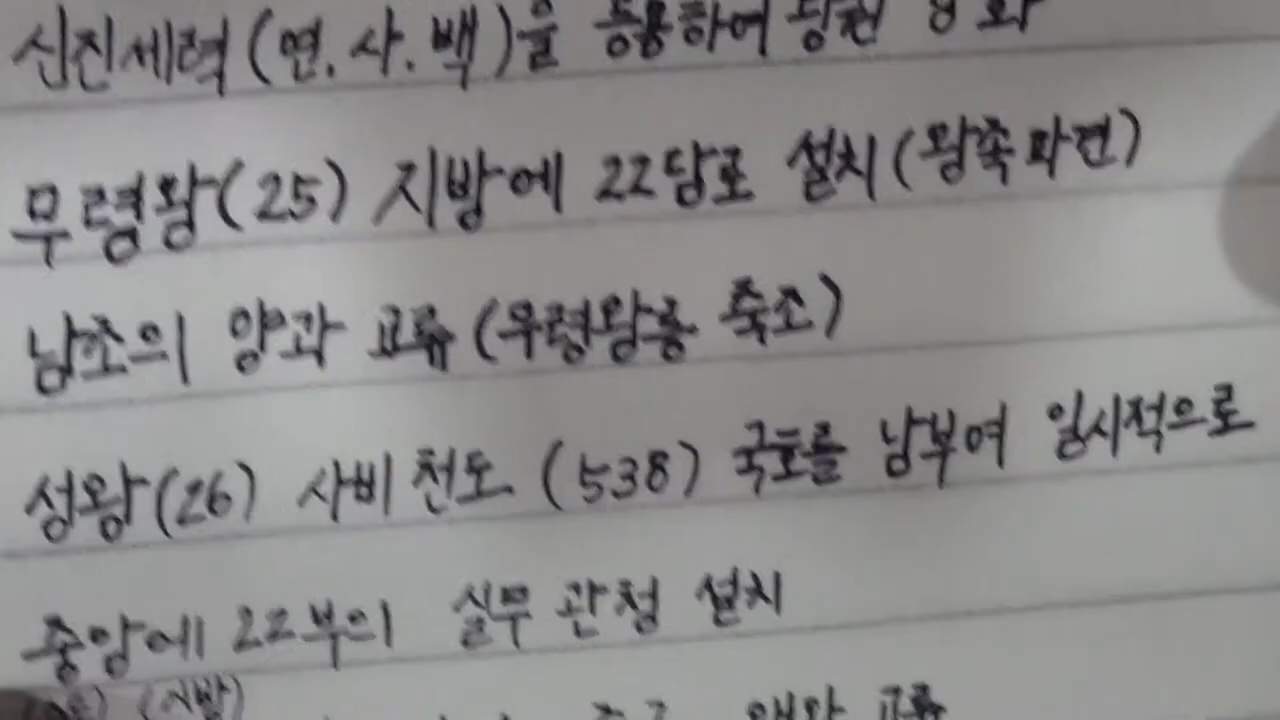 신진세력(연.사.백)을 등용하여 왕권 강화
무령왕(25) 지방에 22담로 설치(왕족파견)
남조의 양과 교류(무령왕릉 축조)
성왕(26) 사비 천도 (538) 국호를 남부여 일시적으로
중앙에 22부의 실무 관청 설치
(지방)
교류